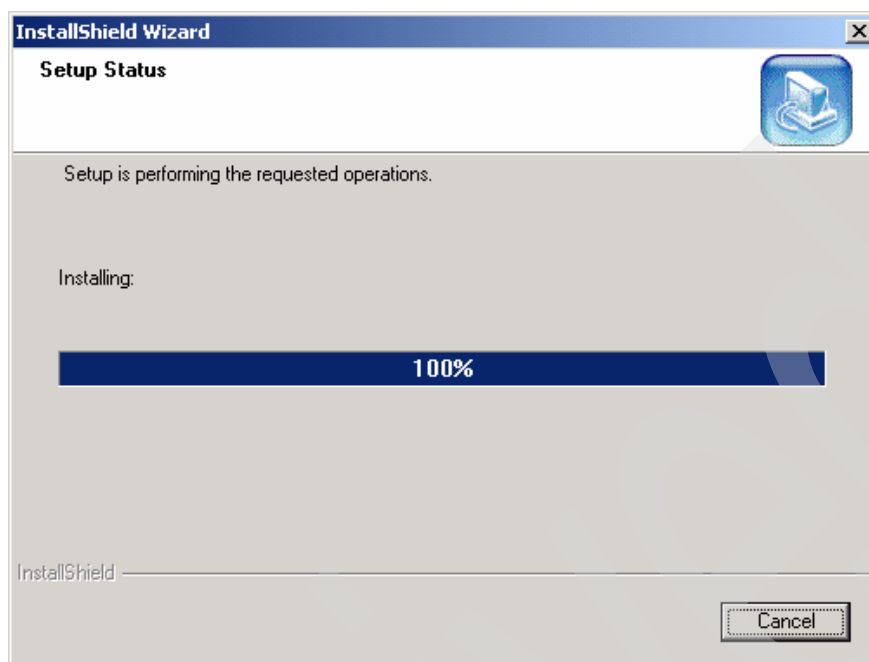 InstallShield Wizard
Setup Status
Setup is performing the requested operations.
Installing:
100%
InstallShield
Cancel